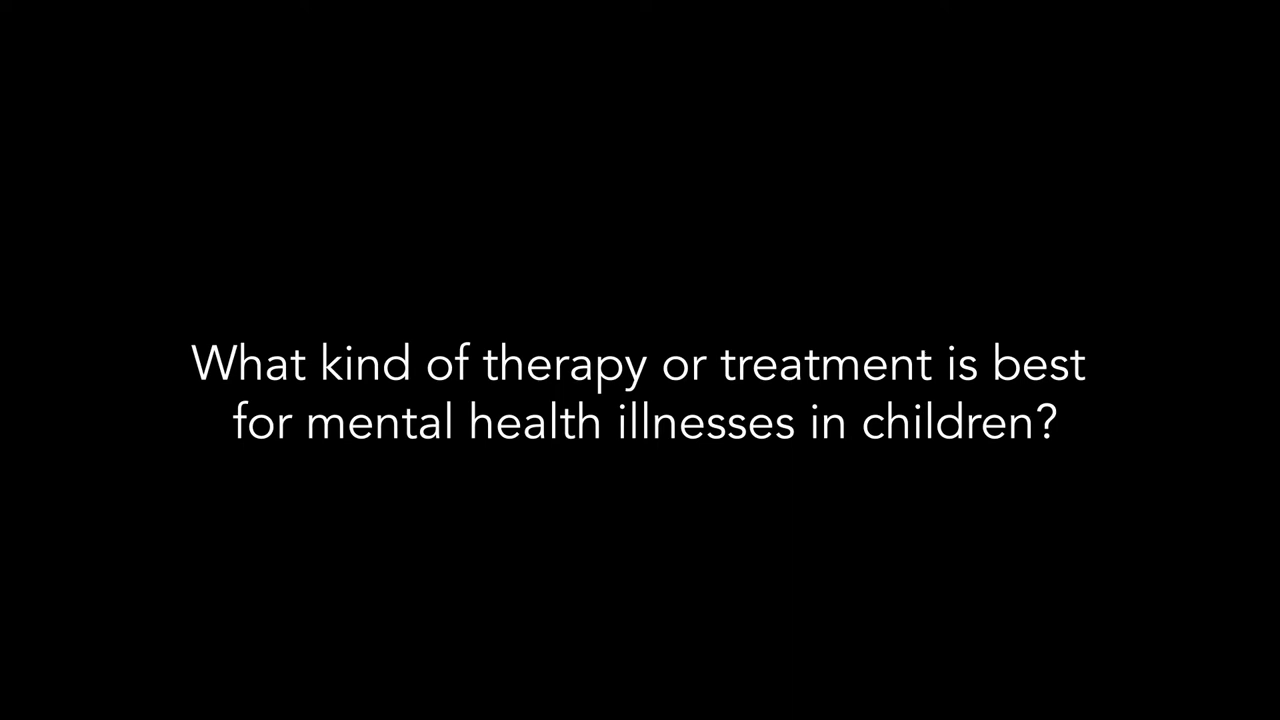 What kind of therapy or treatment is best
for mental health illnesses in children?